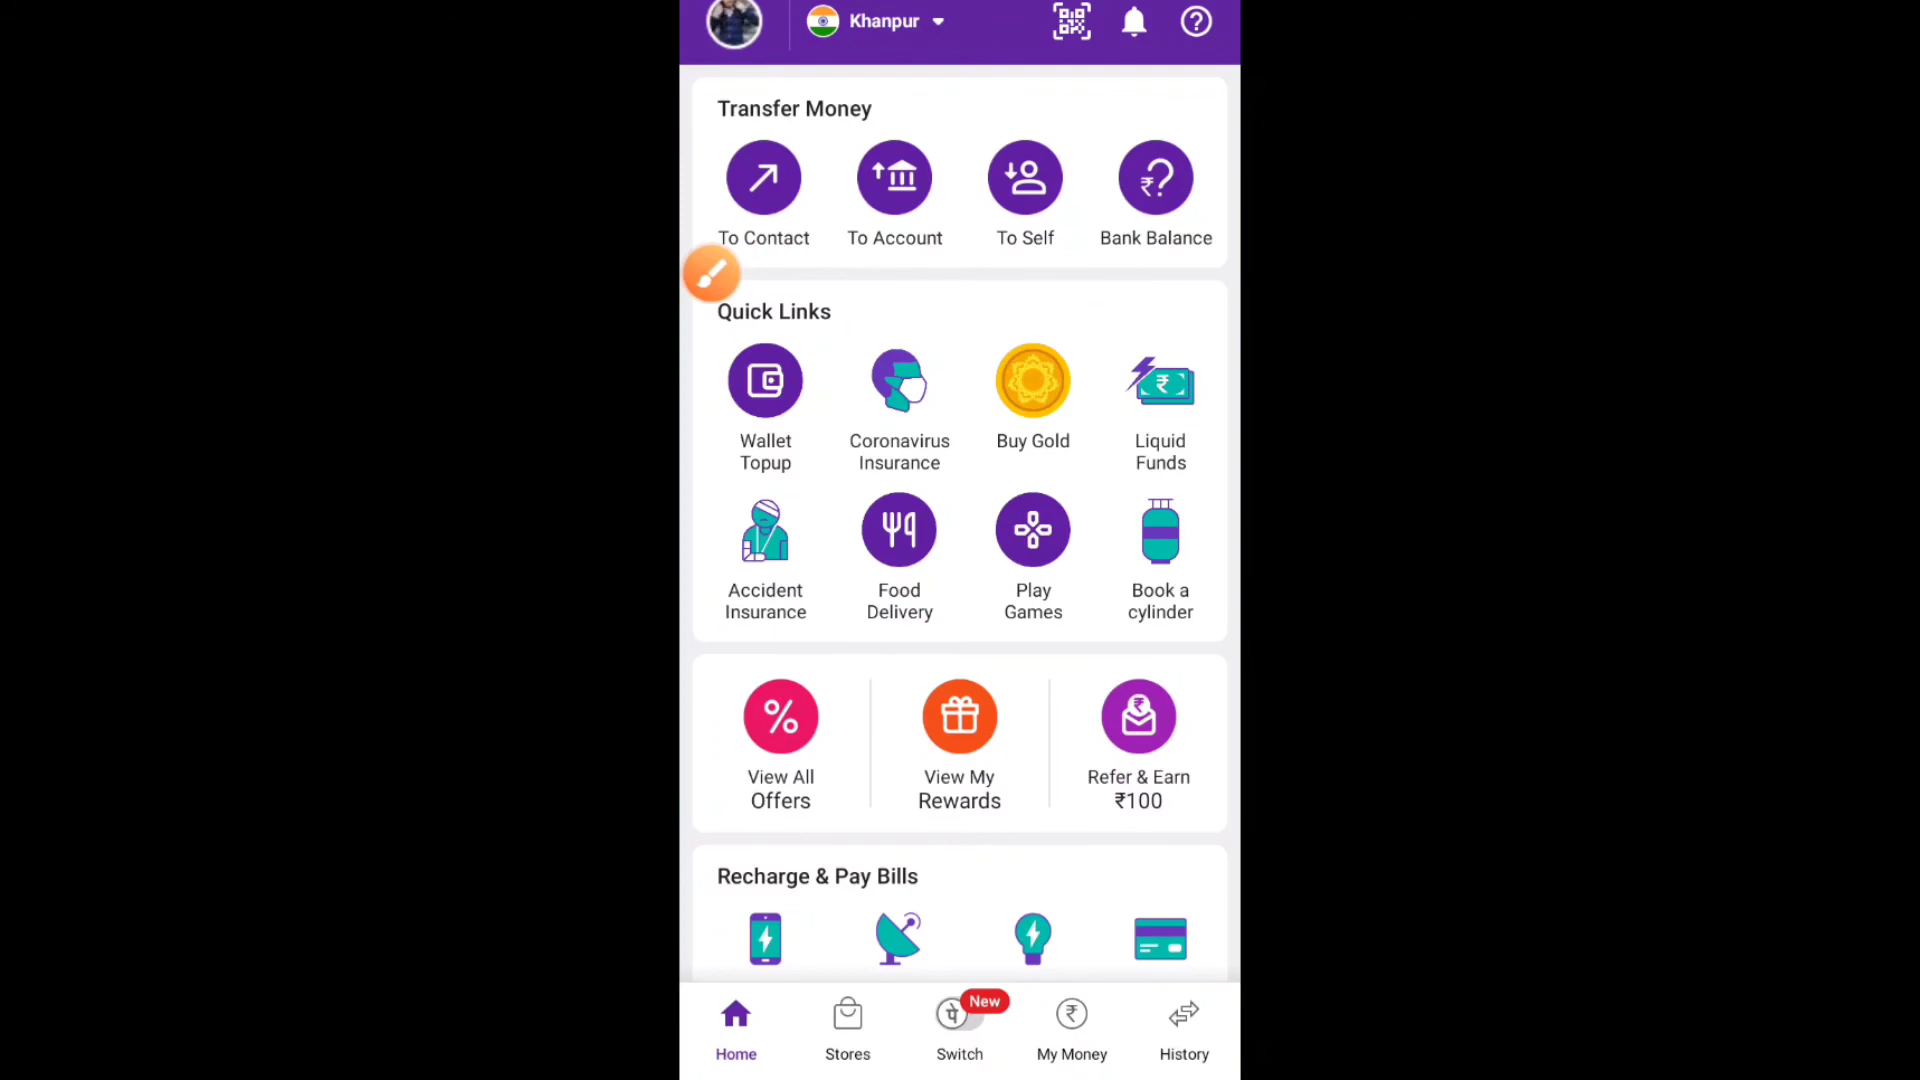 Khanpur
Transfer Money
To Contact
To Account
To Self
Bank Balance
Quick Links
Wallet
Topup
Coronavirus
Insurance
Buy Gold
Liquid
Funds
Accident
Insurance
Food
Delivery
Play
Games
Book a
cylinder
View All
Offers
View My
Rewards
Refer & Earn
₹100
Recharge & Pay Bills
New
पे
Home
Stores
Switch
My Money
History